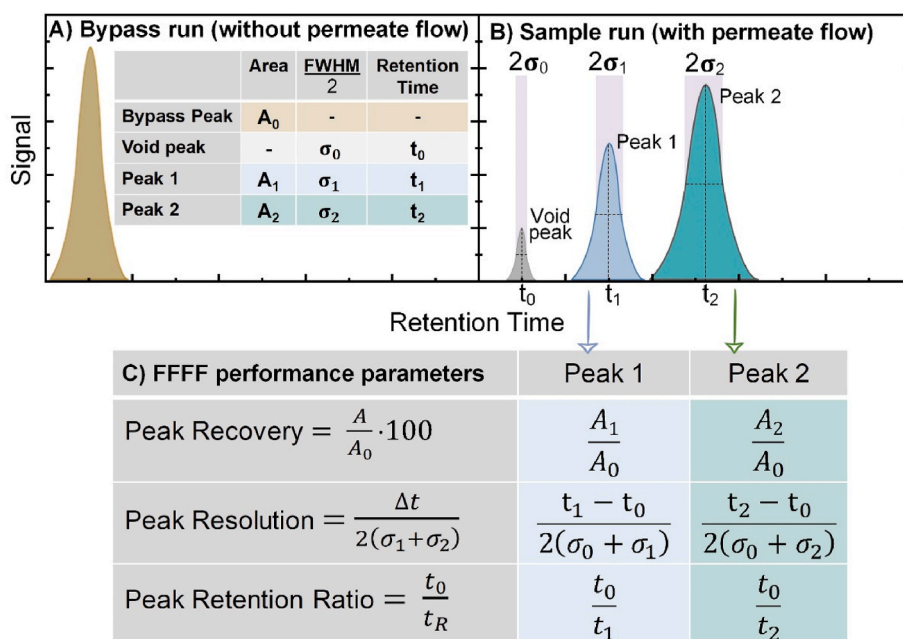 A) Bypass run (without permeate flow)
Area FWHM/2 Retention Time
Bypass Peak A₀ - -
Void peak - σ₀ t₀
Peak 1 A₁ σ₁ t₁
Peak 2 A₂ σ₂ t₂
Signal
B) Sample run (with permeate flow)
2σ₀ 2σ₁ 2σ₂
Peak 2
Peak 1
Void
peak
t₀ t₁ t₂
Retention Time
C) FFFF performance parameters Peak 1 Peak 2
Peak Recovery = A/A₀ ·100 A₁/A₀ A₂/A₀
Peak Resolution = Δt/2(σ₁+σ₂) t₁ − t₀/2(σ₀ + σ₁) t₂ − t₀/2(σ₀ + σ₂)
Peak Retention Ratio = t₀/t_R t₀/t₁ t₀/t₂